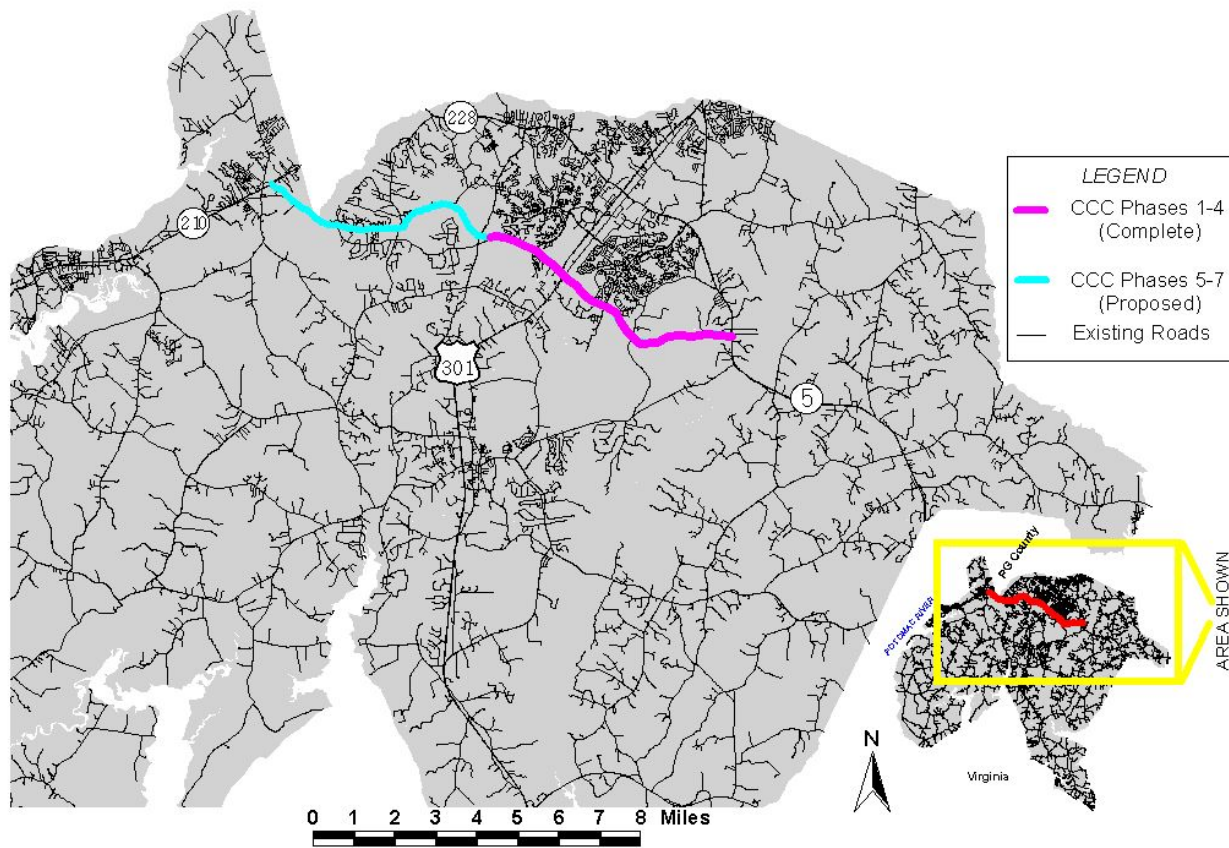 228
210
301
5
LEGEND
CCC Phases 1-4
(Complete)
CCC Phases 5-7
(Proposed)
Existing Roads
PG County
POTOMAC RIVER
AREA SHOWN
N
Virginia
0 1 2 3 4 5 6 7 8 Miles